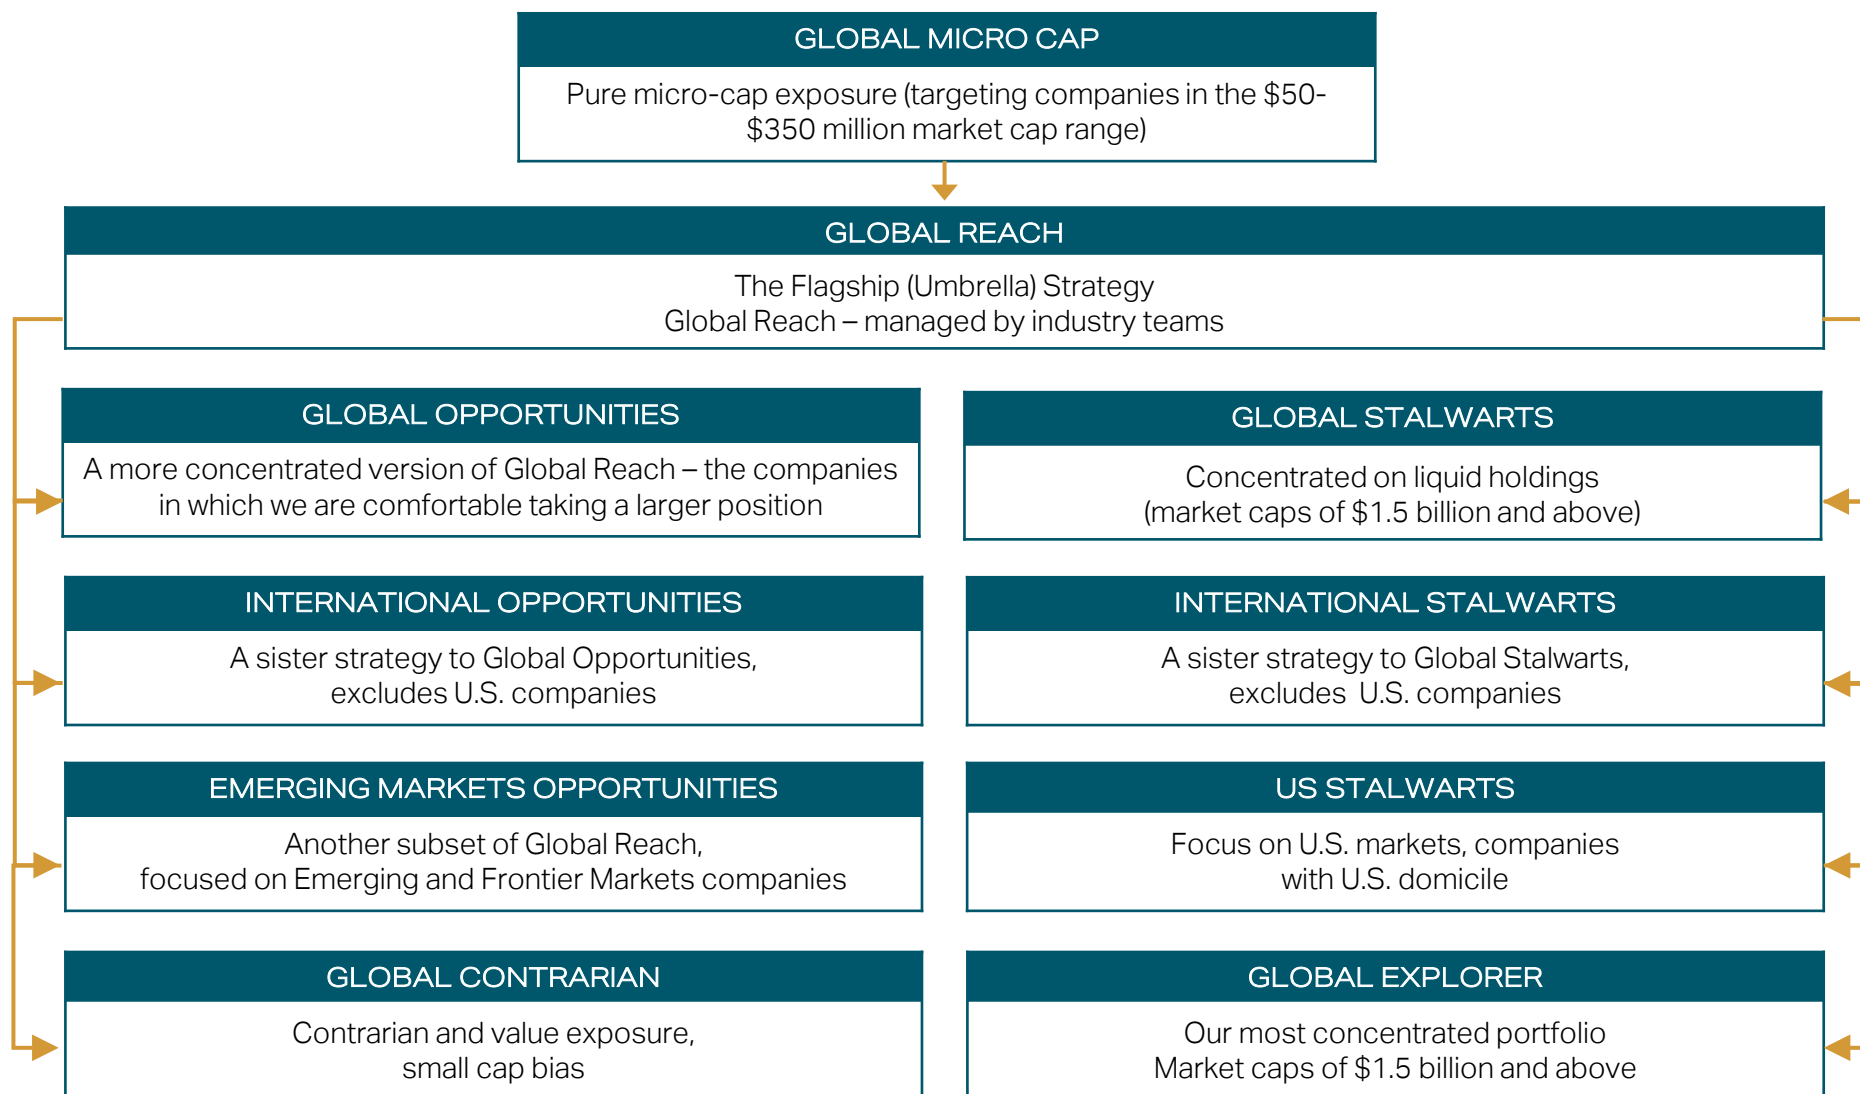 GLOBAL MICRO CAP
Pure micro-cap exposure (targeting companies in the $50-
$350 million market cap range)
GLOBAL REACH
The Flagship (Umbrella) Strategy
Global Reach – managed by industry teams
GLOBAL OPPORTUNITIES
A more concentrated version of Global Reach – the companies
in which we are comfortable taking a larger position
GLOBAL STALWARTS
Concentrated on liquid holdings
(market caps of $1.5 billion and above)
INTERNATIONAL OPPORTUNITIES
A sister strategy to Global Opportunities,
excludes U.S. companies
INTERNATIONAL STALWARTS
A sister strategy to Global Stalwarts,
excludes  U.S. companies
EMERGING MARKETS OPPORTUNITIES
Another subset of Global Reach,
focused on Emerging and Frontier Markets companies
US STALWARTS
Focus on U.S. markets, companies
with U.S. domicile
GLOBAL CONTRARIAN
Contrarian and value exposure,
small cap bias
GLOBAL EXPLORER
Our most concentrated portfolio
Market caps of $1.5 billion and above